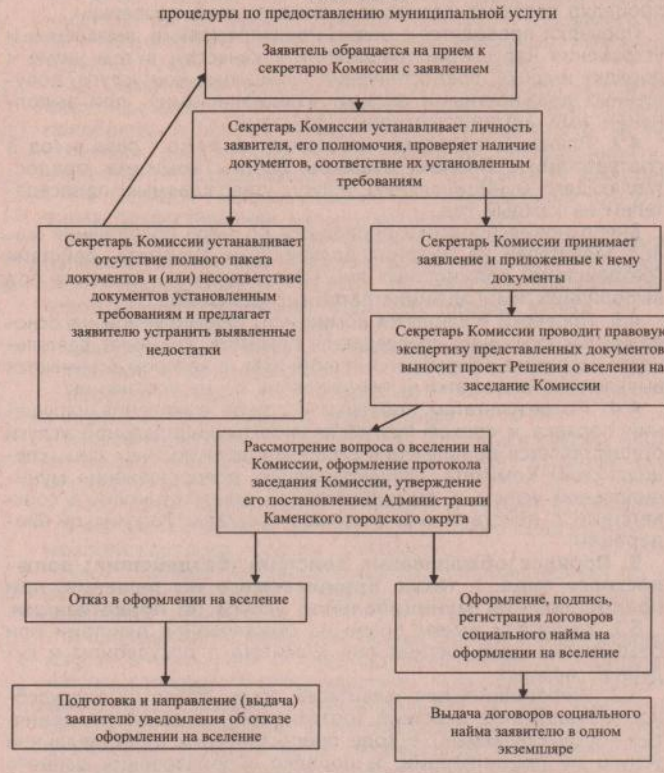 процедуры по предоставлению муниципальной услуги
Заявитель обращается на прием к
секретарю Комиссии с заявлением
Секретарь Комиссии устанавливает личность
заявителя, его полномочия, проверяет наличие
документов, соответствие их установленным
требованиям
Секретарь Комиссии устанавливает
отсутствие полного пакета
документов и (или) несоответствие
документов установленным
требованиям и предлагает
заявителю устранить выявленные
недостатки
Секретарь Комиссии принимает
заявление и приложенные к нему
документы
Секретарь Комиссии проводит правовую
экспертизу представленных документов
выносит проект Решения о вселении на
заседание Комиссии
Рассмотрение вопроса о вселении на
Комиссии, оформление протокола
заседания Комиссии, утверждение
его постановлением Администрации
Каменского городского округа
Отказ в оформлении на вселение
Оформление, подпись,
регистрация договоров
социального найма на
оформлении на вселение
Подготовка и направление (выдача)
заявителю уведомления об отказе
оформлении на вселение
Выдача договоров социального
найма заявителю в одном
экземпляре